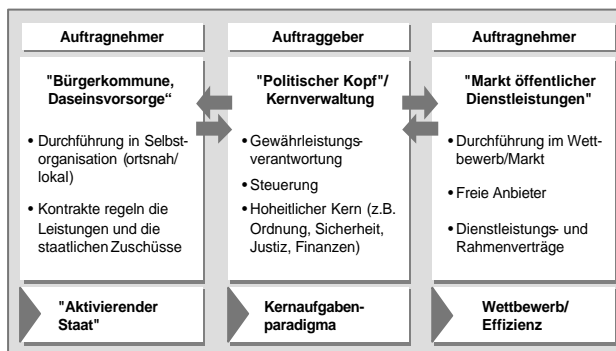 Auftragnehmer
"Bürgerkommune,
Daseinsvorsorge“
• Durchführung in Selbst-
organisation (ortsnah/
lokal)
• Kontrakte regeln die
Leistungen und die
staatlichen Zuschüsse
"Aktivierender
Staat"
Auftraggeber
"Politischer Kopf"/
Kernverwaltung
• Gewährleistungs-
verantwortung
• Steuerung
• Hoheitlicher Kern (z.B.
Ordnung, Sicherheit,
Justiz, Finanzen)
Kernaufgaben-
paradigma
Auftragnehmer
"Markt öffentlicher
Dienstleistungen"
• Durchführung im Wett-
bewerb/Markt
• Freie Anbieter
• Dienstleistungs- und
Rahmenverträge
Wettbewerb/
Effizienz